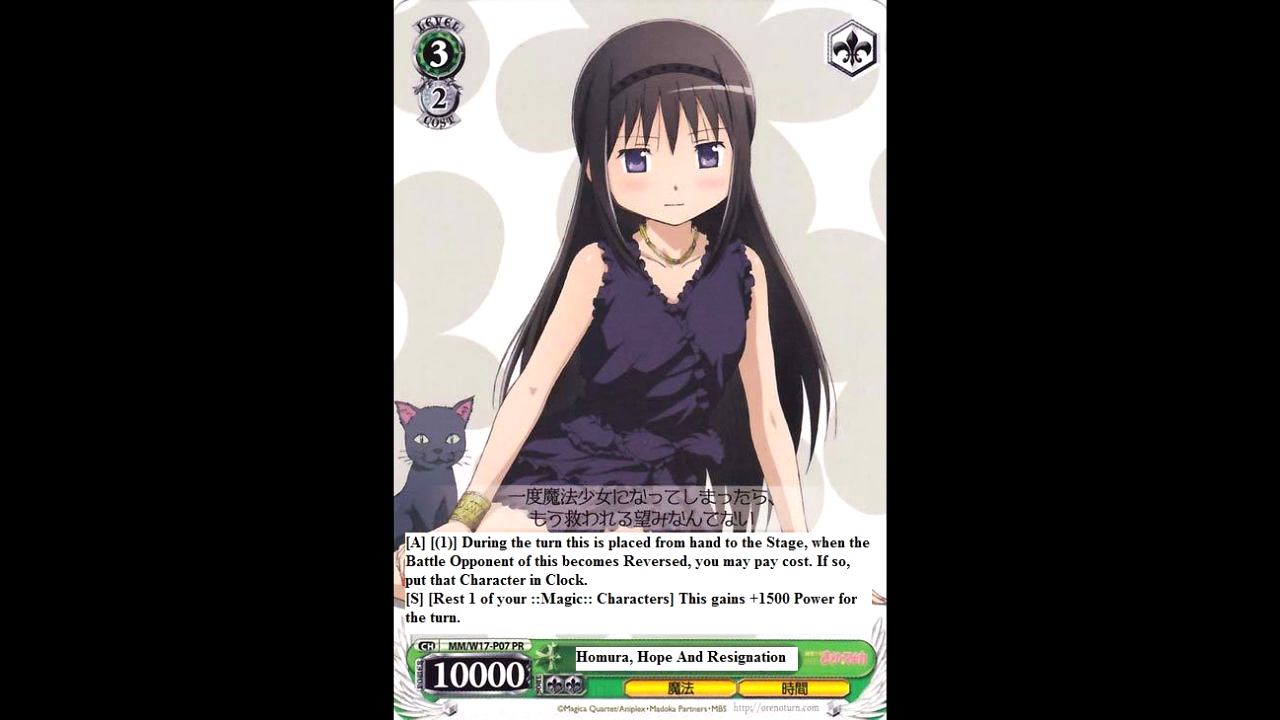 LEVEL
3
2
COST
一度魔法少女になってしまったら、
もう救われる望みなんてない
[A] [(1)] During the turn this is placed from hand to the Stage, when the
Battle Opponent of this becomes Reversed, you may pay cost. If so,
put that Character in Clock.
[S] [Rest 1 of your ::Magic:: Characters] This gains +1500 Power for
the turn.
CH MM/W17-P07 PR
Homura, Hope And Resignation
POWER 10000
SOUL
魔法 時間
©Magica Quartet/Aniplex・Madoka Partners・MBS http://orenoturn.com